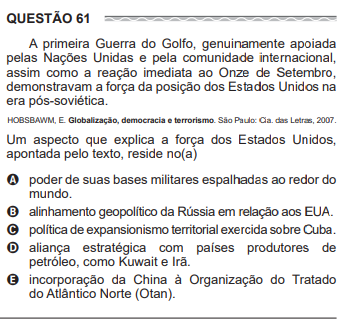 QUESTÃO 61
A primeira Guerra do Golfo, genuinamente apoiada
pelas Nações Unidas e pela comunidade internacional,
assim como a reação imediata ao Onze de Setembro,
demonstravam a força da posição dos Estados Unidos na
era pós-soviética.
HOBSBAWM, E. Globalização, democracia e terrorismo. São Paulo: Cia. das Letras, 2007.
Um aspecto que explica a força dos Estados Unidos,
apontada pelo texto, reside no(a)
A poder de suas bases militares espalhadas ao redor do
mundo.
B alinhamento geopolítico da Rússia em relação aos EUA.
C política de expansionismo territorial exercida sobre Cuba.
D aliança estratégica com países produtores de
petróleo, como Kuwait e Irã.
E incorporação da China à Organização do Tratado
do Atlântico Norte (Otan).